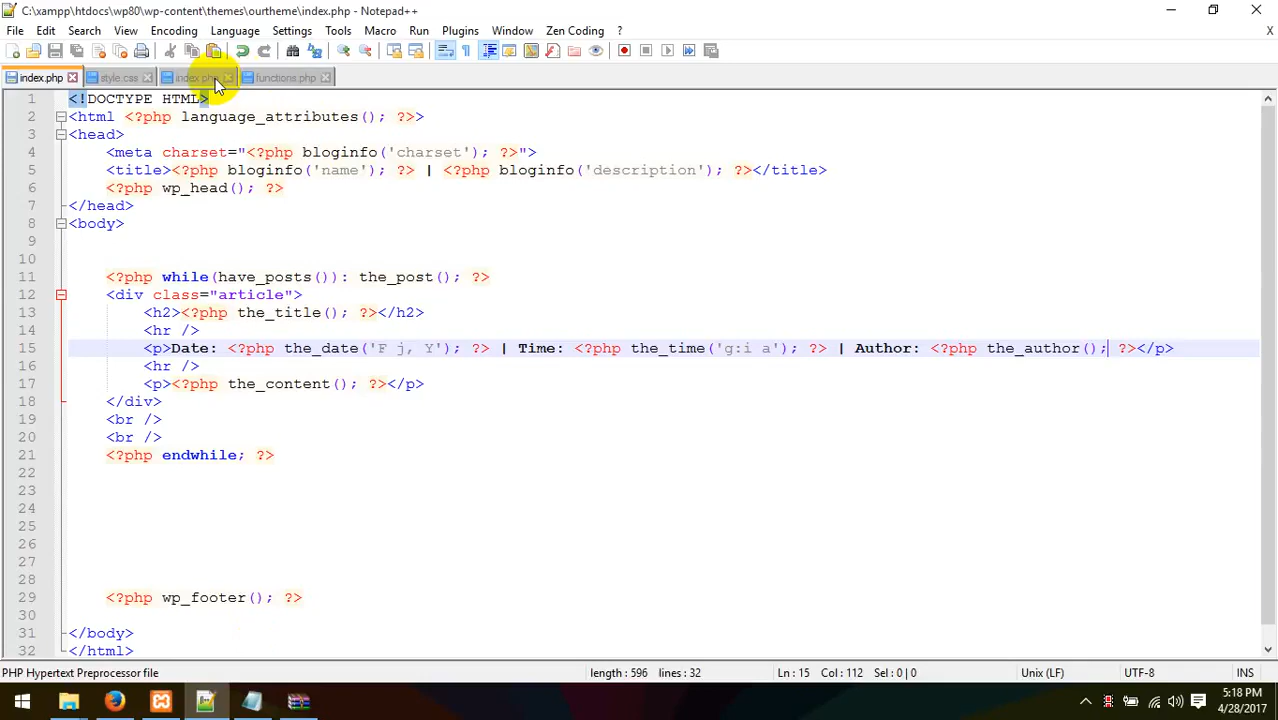 C:\xampp\htdocs\wp80\wp-content\themes\ourtheme\index.php - Notepad++
File Edit Search View Encoding Language Settings Tools Macro Run Plugins Window Zen Coding ? X
index.php style.css index.php functions.php
1 <!DOCTYPE HTML>
2 <html <?php language_attributes(); ?>>
3 <head>
4 <meta charset="<?php bloginfo('charset'); ?>">
5 <title><?php bloginfo('name'); ?> | <?php bloginfo('description'); ?></title>
6 <?php wp_head(); ?>
7 </head>
8 <body>
9
10
11 <?php while(have_posts()): the_post(); ?>
12 <div class="article">
13 <h2><?php the_title(); ?></h2>
14 <hr />
15 <p>Date: <?php the_date('F j, Y'); ?> | Time: <?php the_time('g:i a'); ?> | Author: <?php the_author(); ?></p>
16 <hr />
17 <p><?php the_content(); ?></p>
18 </div>
19 <br />
20 <br />
21 <?php endwhile; ?>
22
23
24
25
26
27
28
29 <?php wp_footer(); ?>
30
31 </body>
32 </html>
PHP Hypertext Preprocessor file length : 596 lines : 32 Ln : 15 Col : 112 Sel : 0 | 0 Unix (LF) UTF-8 INS
5:18 PM
4/28/2017